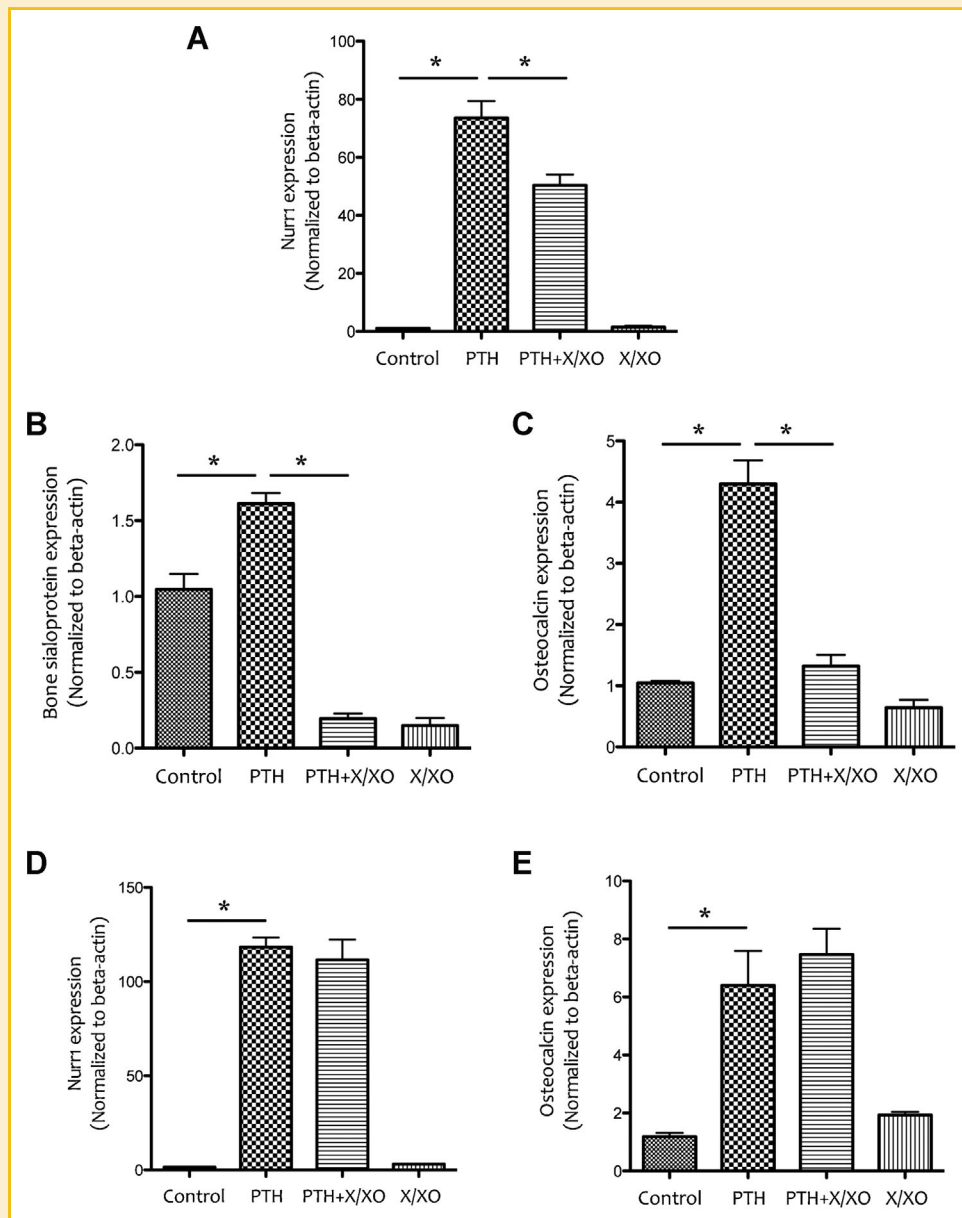 A
Nurr1 expression
(Normalized to beta-actin)
100
80
60
40
20
0
* *
Control PTH PTH+X/XO X/XO
B
Bone sialoprotein expression
(Normalized to beta-actin)
2.0
1.5
1.0
0.5
0.0
* *
Control PTH PTH+X/XO X/XO
C
Osteocalcin expression
(Normalized to beta-actin)
5
4
2
1
0
* *
Control PTH PTH+X/XO X/XO
D
Nurr1 expression
(Normalized to beta-actin)
150
100
50
0
*
Control PTH PTH+X/XO X/XO
E
Osteocalcin expression
(Normalized to beta-actin)
10
8
6
4
2
0
*
Control PTH PTH+X/XO X/XO